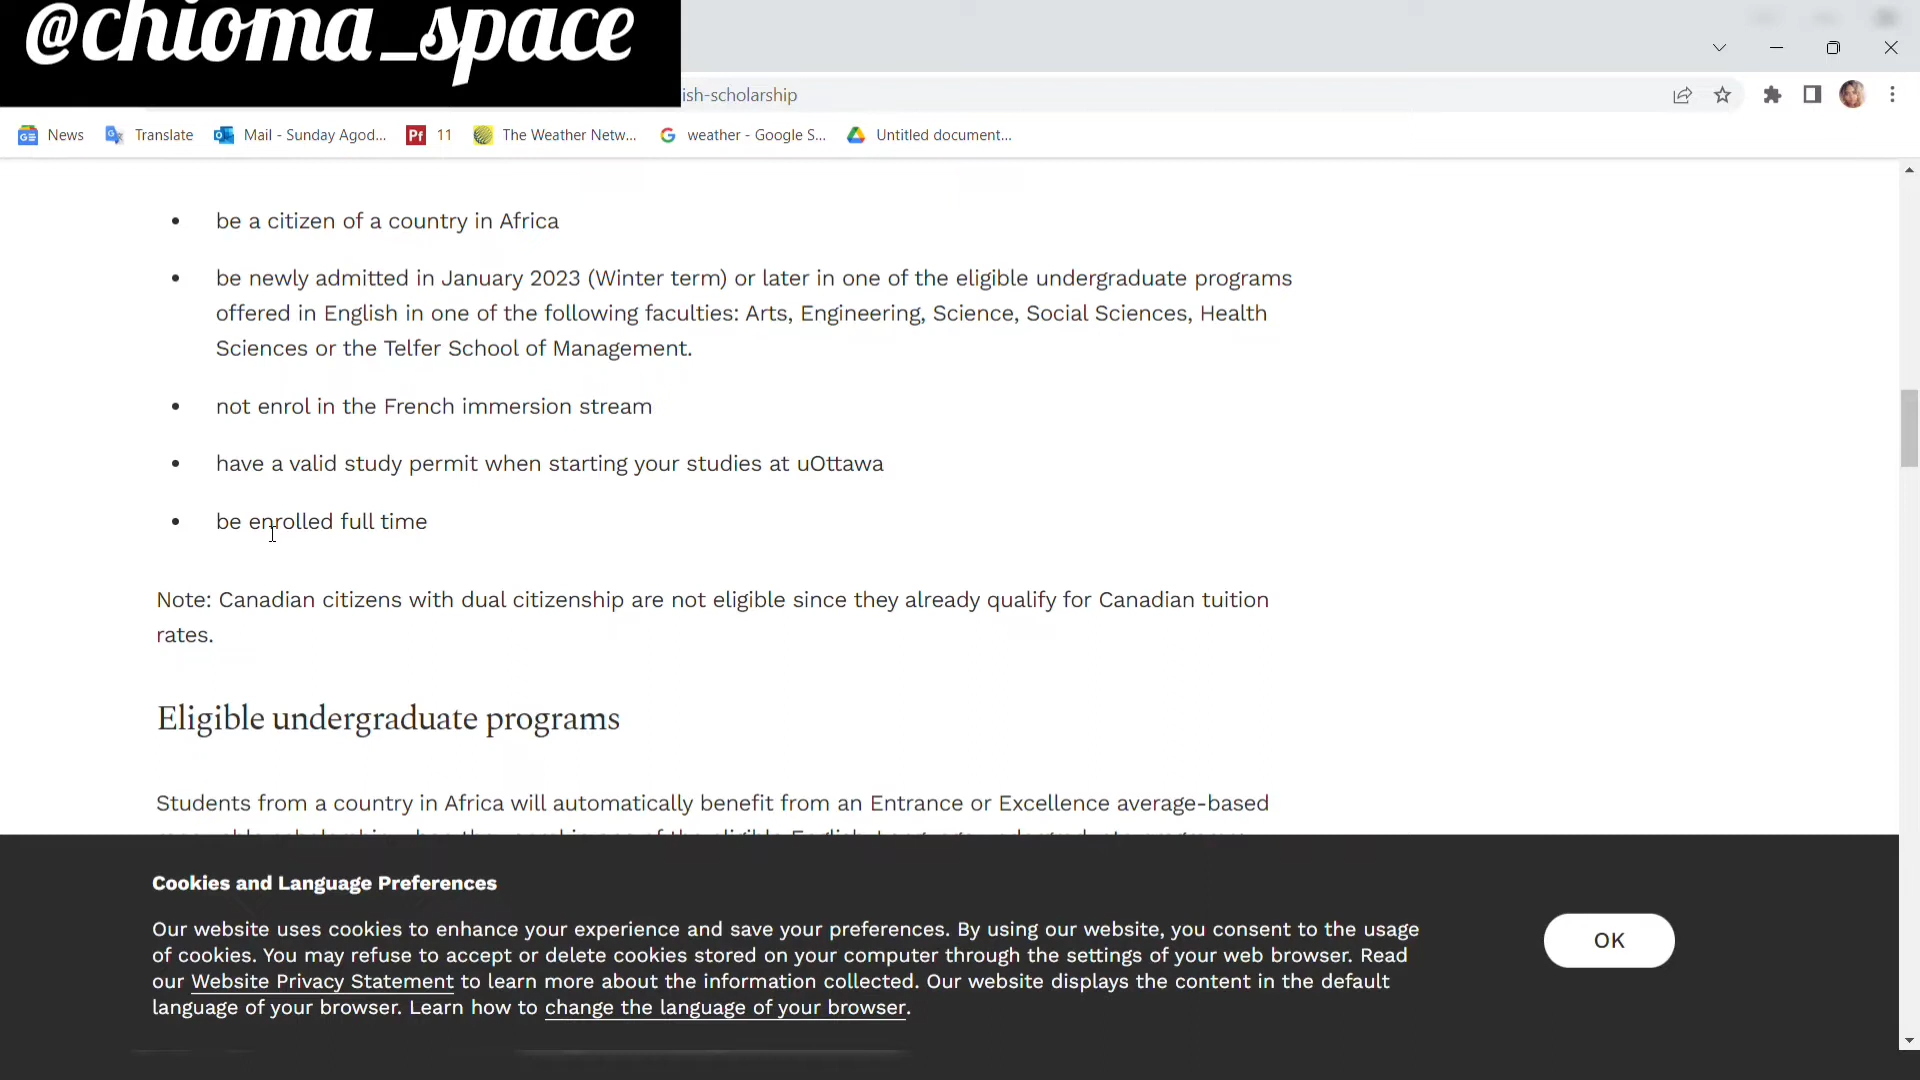 @chioma_space
ish-scholarship
News
Translate
Mail - Sunday Agod...
11
The Weather Netw...
weather - Google S...
Untitled document...
• be a citizen of a country in Africa
• be newly admitted in January 2023 (Winter term) or later in one of the eligible undergraduate programs
offered in English in one of the following faculties: Arts, Engineering, Science, Social Sciences, Health
Sciences or the Telfer School of Management.
• not enrol in the French immersion stream
• have a valid study permit when starting your studies at uOttawa
• be enrolled full time
Note: Canadian citizens with dual citizenship are not eligible since they already qualify for Canadian tuition
rates.
Eligible undergraduate programs
Students from a country in Africa will automatically benefit from an Entrance or Excellence average-based
Cookies and Language Preferences
Our website uses cookies to enhance your experience and save your preferences. By using our website, you consent to the usage
of cookies. You may refuse to accept or delete cookies stored on your computer through the settings of your web browser. Read
our Website Privacy Statement to learn more about the information collected. Our website displays the content in the default
language of your browser. Learn how to change the language of your browser.
OK